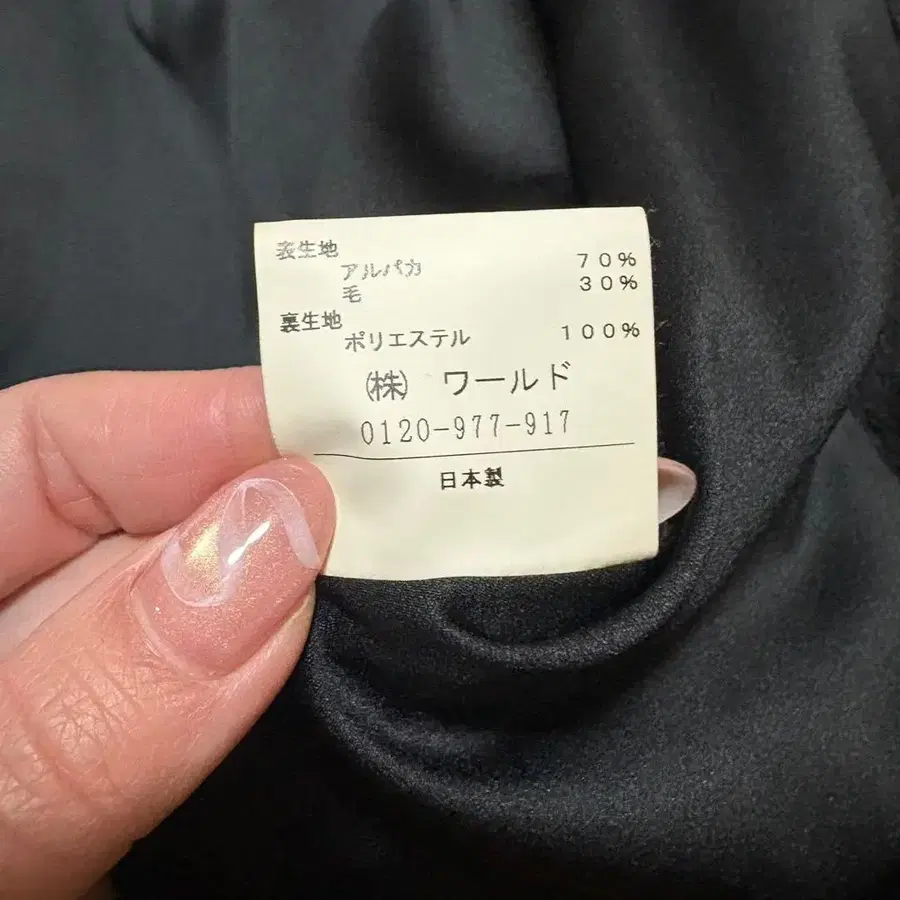 表生地
アルパカ 70%
毛 30%
裏生地
ポリエステル 100%
㈱ ワールド
0120-977-917
日本製